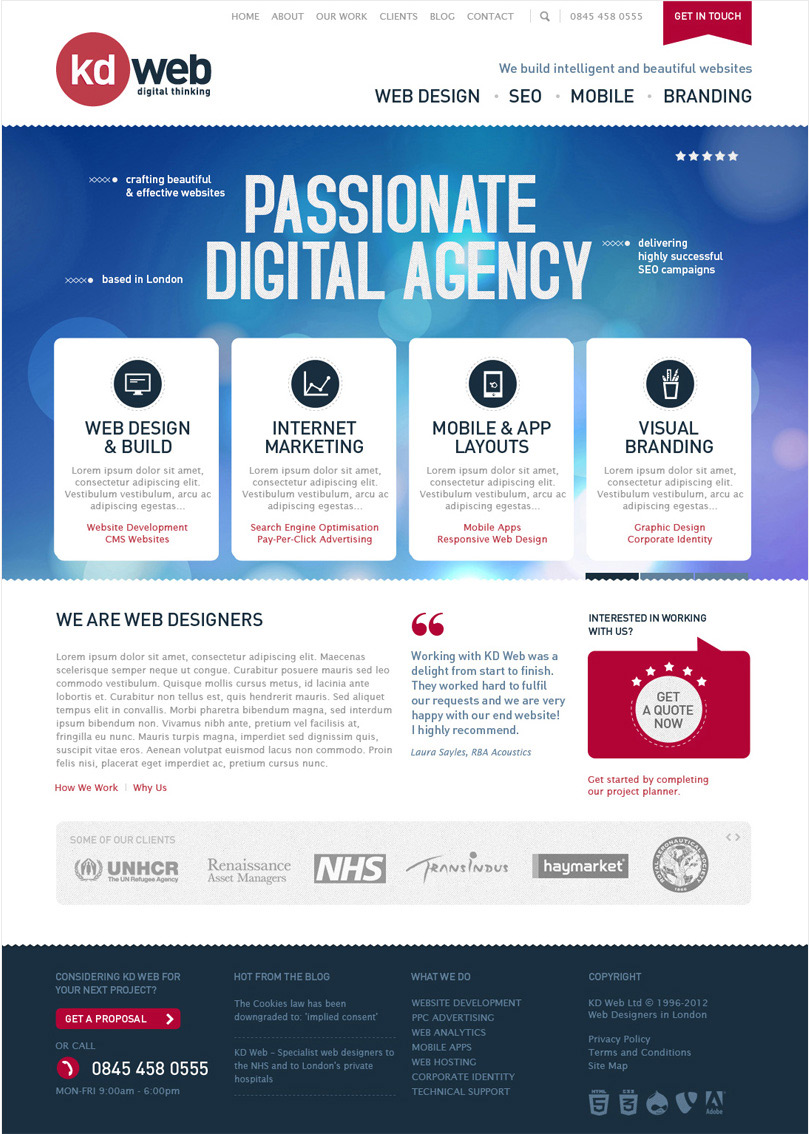 HOME ABOUT OUR WORK CLIENTS BLOG CONTACT 0845 458 0555 GET IN TOUCH
kd web
digital thinking
We build intelligent and beautiful websites
WEB DESIGN • SEO • MOBILE • BRANDING
crafting beautiful
& effective websites
PASSIONATE
DIGITAL AGENCY
delivering
highly successful
SEO campaigns
based in London
WEB DESIGN
& BUILD
Lorem ipsum dolor sit amet,
consectetur adipiscing elit.
Vestibulum vestibulum, arcu ac
adipiscing egestas...
Website Development
CMS Websites
INTERNET
MARKETING
Lorem ipsum dolor sit amet,
consectetur adipiscing elit.
Vestibulum vestibulum, arcu ac
adipiscing egestas...
Search Engine Optimisation
Pay-Per-Click Advertising
MOBILE & APP
LAYOUTS
Lorem ipsum dolor sit amet,
consectetur adipiscing elit.
Vestibulum vestibulum, arcu ac
adipiscing egestas...
Mobile Apps
Responsive Web Design
VISUAL
BRANDING
Lorem ipsum dolor sit amet,
consectetur adipiscing elit.
Vestibulum vestibulum, arcu ac
adipiscing egestas...
Graphic Design
Corporate Identity
WE ARE WEB DESIGNERS
Lorem ipsum dolor sit amet, consectetur adipiscing elit. Maecenas
scelerisque semper neque ut congue. Curabitur posuere mauris sed leo
commodo vestibulum. Quisque mollis cursus metus, id lacinia ante
lobortis et. Curabitur non tellus est, quis hendrerit mauris. Sed aliquet
tempus elit in convallis. Morbi pharetra bibendum magna, sed interdum
ipsum bibendum non. Vivamus nibh ante, pretium vel facilisis at,
fringilla eu nunc. Mauris turpis magna, imperdiet sed dignissim quis,
suscipit vitae eros. Aenean volutpat euismod lacus non commodo. Proin
felis nisi, placerat eget imperdiet ac, pretium cursus nunc.
How We Work | Why Us
“
Working with KD Web was a
delight from start to finish.
They worked hard to fulfil
our requests and we are very
happy with our end website!
I highly recommend.
Laura Sayles, RBA Acoustics
INTERESTED IN WORKING
WITH US?
GET
A QUOTE
NOW
Get started by completing
our project planner.
SOME OF OUR CLIENTS
UNHCR
The UN Refugee Agency
Renaissance
Asset Managers
NHS
TRANSINDUS
haymarket
ROYAL AERONAUTICAL SOCIETY
1866
CONSIDERING KD WEB FOR
YOUR NEXT PROJECT?
GET A PROPOSAL
OR CALL
0845 458 0555
MON-FRI 9:00am - 6:00pm
HOT FROM THE BLOG
The Cookies law has been
downgraded to: 'implied consent'
KD Web - Specialist web designers to
the NHS and to London's private
hospitals
WHAT WE DO
WEBSITE DEVELOPMENT
PPC ADVERTISING
WEB ANALYTICS
MOBILE APPS
WEB HOSTING
CORPORATE IDENTITY
TECHNICAL SUPPORT
COPYRIGHT
KD Web Ltd © 1996-2012
Web Designers in London
Privacy Policy
Terms and Conditions
Site Map
HTML 5 CSS 3 Adobe